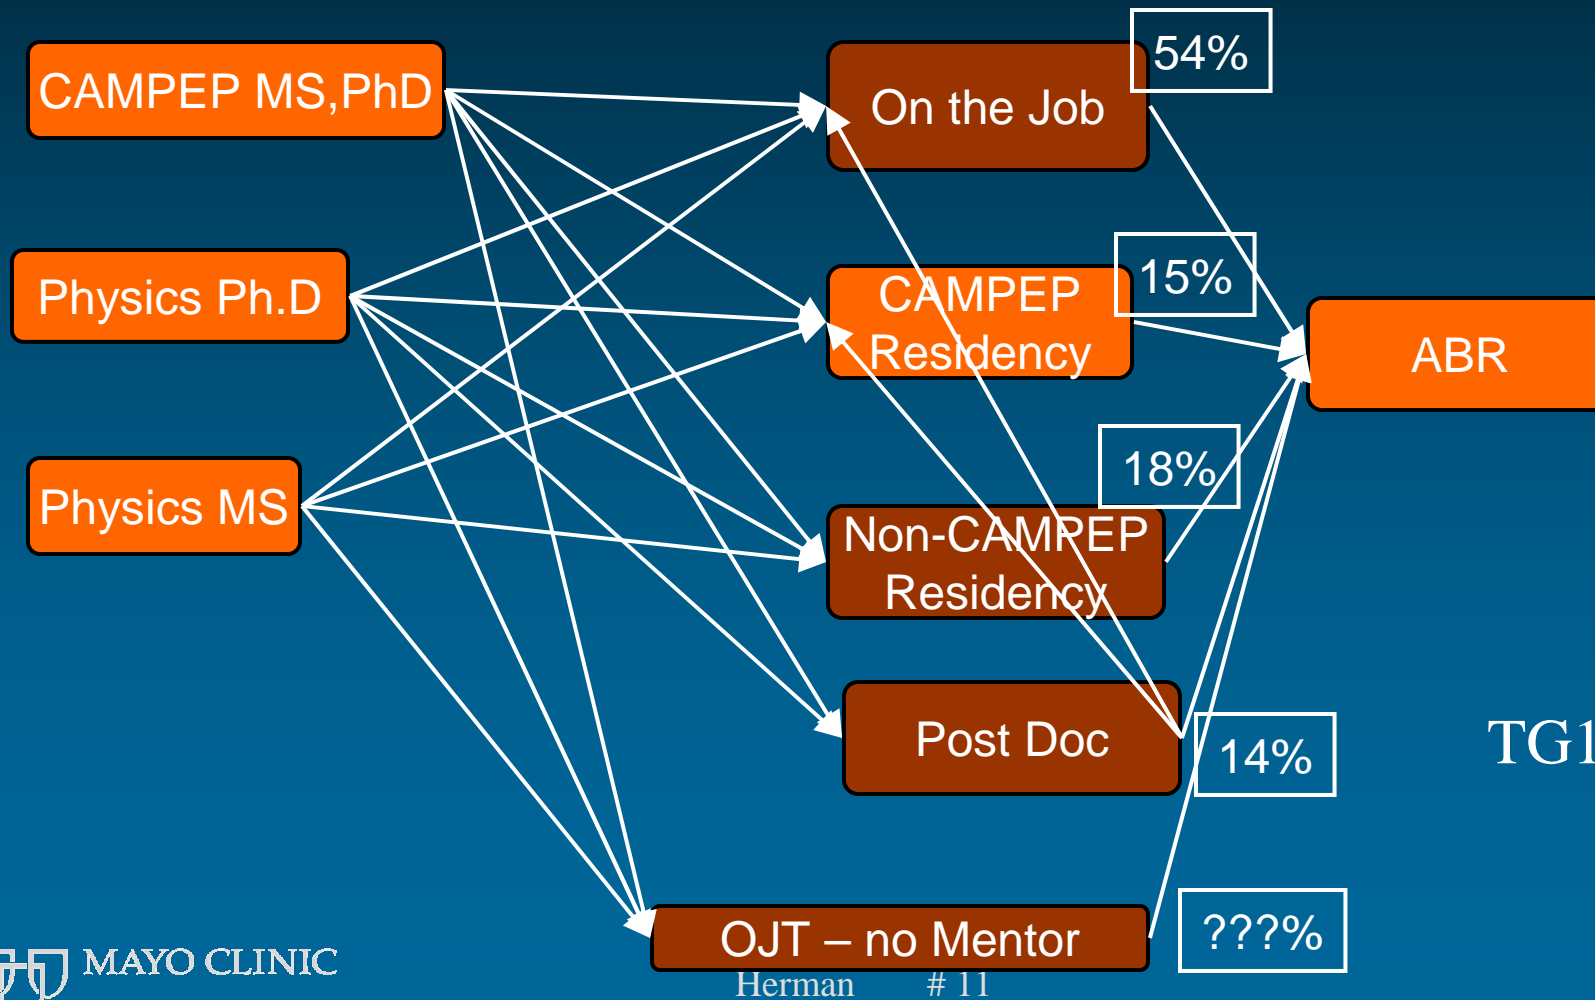 CAMPEP MS,PhD
Physics Ph.D
Physics MS
On the Job
54%
CAMPEP
Residency
15%
Non-CAMPEP
Residency
18%
Post Doc
14%
OJT – no Mentor
???%
ABR
TG1
MAYO CLINIC
Herman # 11